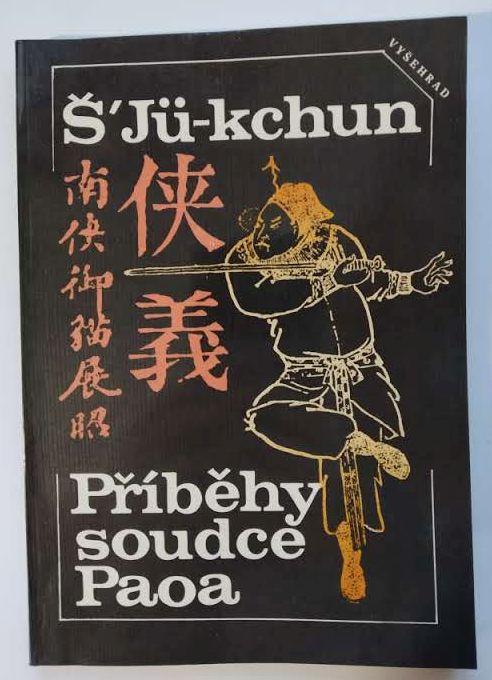 VYŠEHRAD
Š'Jü-kchun
俠義
南俠御猫展昭
Příběhy
soudce
Paoa